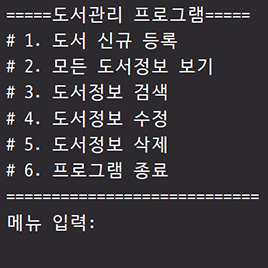 =====도서관리 프로그램=====
# 1. 도서 신규 등록
# 2. 모든 도서정보 보기
# 3. 도서정보 검색
# 4. 도서정보 수정
# 5. 도서정보 삭제
# 6. 프로그램 종료
============================
메뉴 입력: